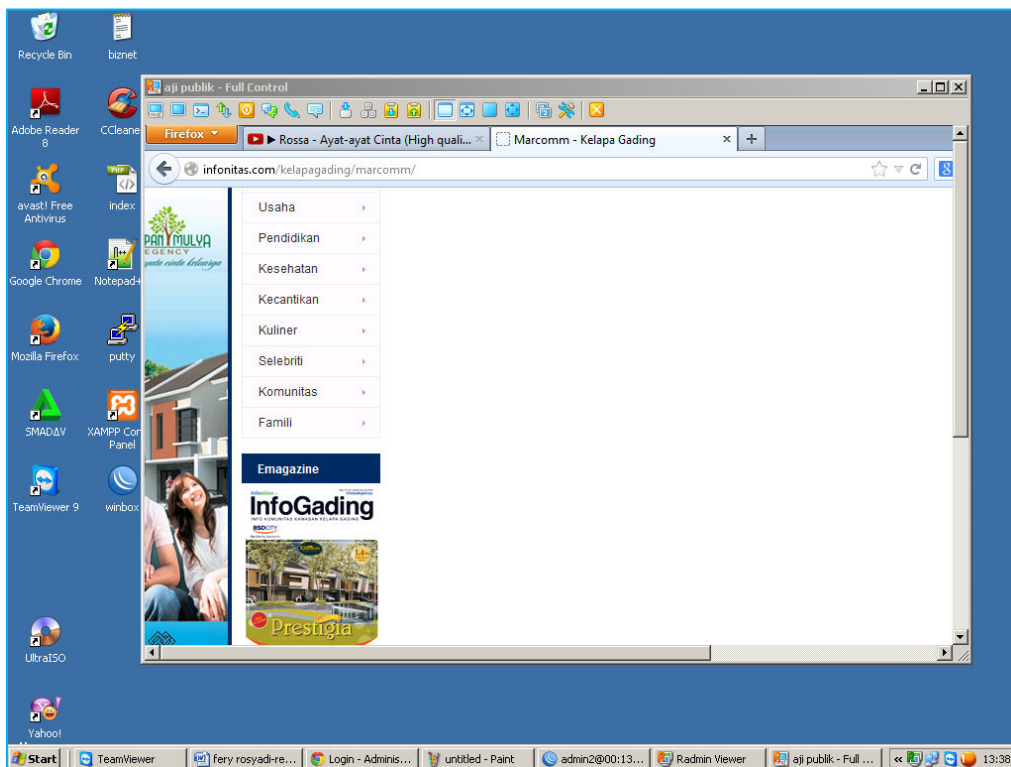 Recycle Bin
biznet
Adobe Reader
8
CCleane
avast! Free
Antivirus
index
Google Chrome
Notepad+
Mozilla Firefox
putty
SMADAV
XAMPP Con
Panel
TeamViewer 9
winbox
UltraISO
Yahoo!
aji publik - Full Control
Firefox
Rossa - Ayat-ayat Cinta (High quali...
Marcomm - Kelapa Gading
infonitas.com/kelapagading/marcomm/
PAN MULYA
EGENCY
Usaha
Pendidikan
Kesehatan
Kecantikan
Kuliner
Selebriti
Komunitas
Famili
Emagazine
InfoGading
INFO KOMUNITAS KAWASAN KELAPA GADING
BSDCITY
Prestigia
Start
TeamViewer
fery rosyadi-re...
Login - Adminis...
untitled - Paint
admin2@00:13...
Radmin Viewer
aji publik - Full ...
13:38